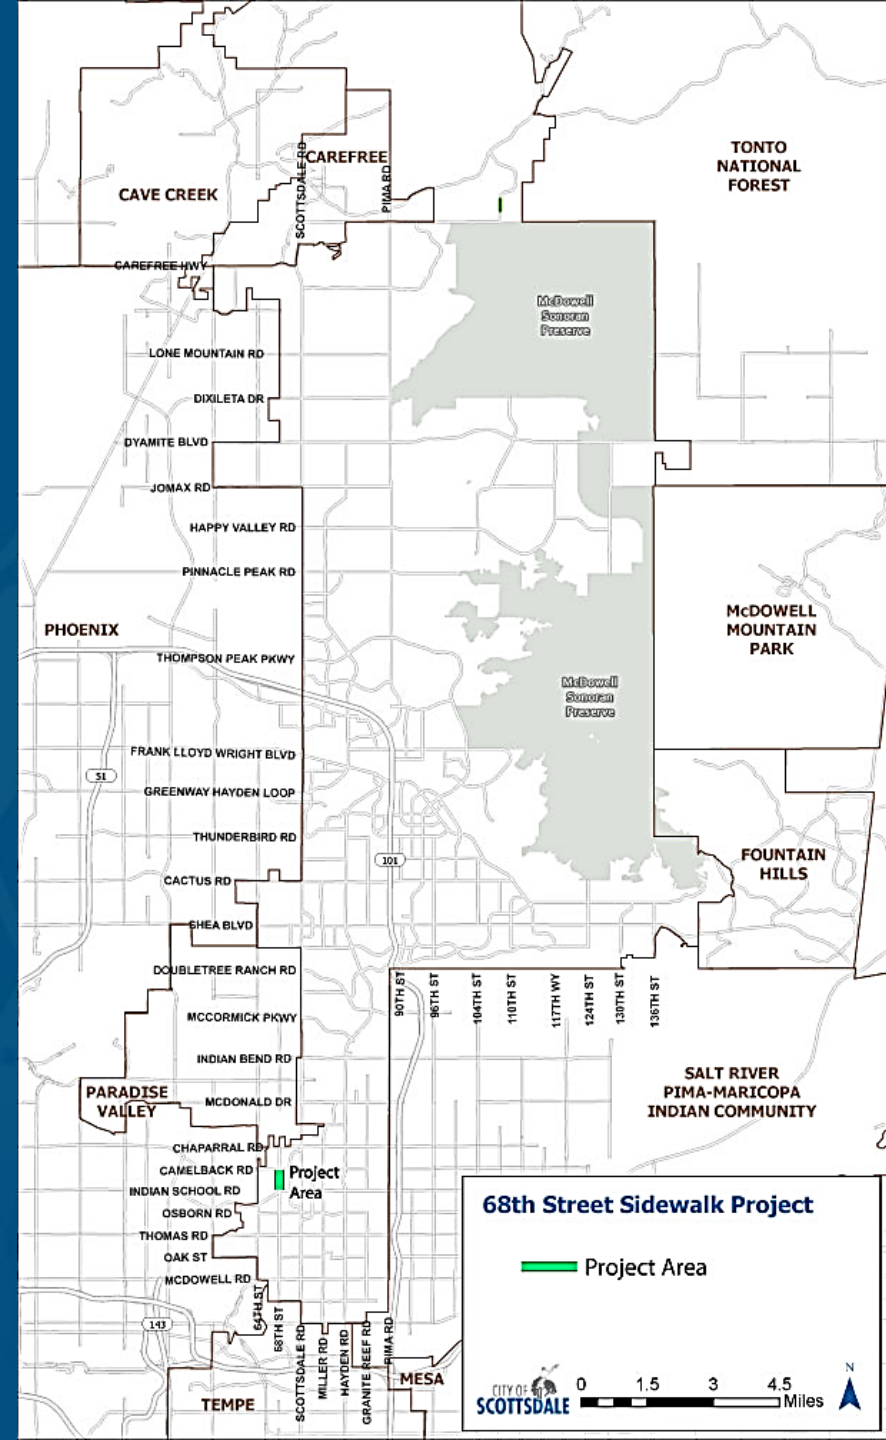 TONTO
NATIONAL
FOREST
CAREFREE
SCOTTSDALE RD
PIMA RD
CAVE CREEK
CAREFREE HWY
McDowell
Sonoran
Preserve
LONE MOUNTAIN RD
DIXILETA DR
DYAMITE BLVD
JOMAX RD
HAPPY VALLEY RD
PINNACLE PEAK RD
McDOWELL
MOUNTAIN
PARK
PHOENIX
THOMPSON PEAK PKWY
McDowell
Sonoran
Preserve
FRANK LLOYD WRIGHT BLVD
51
GREENWAY HAYDEN LOOP
THUNDERBIRD RD
101
FOUNTAIN
HILLS
CACTUS RD
SHEA BLVD
DOUBLETREE RANCH RD
90TH ST
96TH ST
104TH ST
110TH ST
117TH WY
124TH ST
130TH ST
136TH ST
MCCORMICK PKWY
INDIAN BEND RD
SALT RIVER
PIMA-MARICOPA
INDIAN COMMUNITY
PARADISE
VALLEY
MCDONALD DR
CHAPARRAL RD
CAMELBACK RD
Project
Area
INDIAN SCHOOL RD
OSBORN RD
THOMAS RD
OAK ST
MCDOWELL RD
64TH ST
68TH ST
143
SCOTTSDALE RD
MILLER RD
HAYDEN RD
GRANITE REEF RD
PIMA RD
MESA
TEMPE
68th Street Sidewalk Project
Project Area
CITY OF
SCOTTSDALE
0 1.5 3 4.5
Miles
N